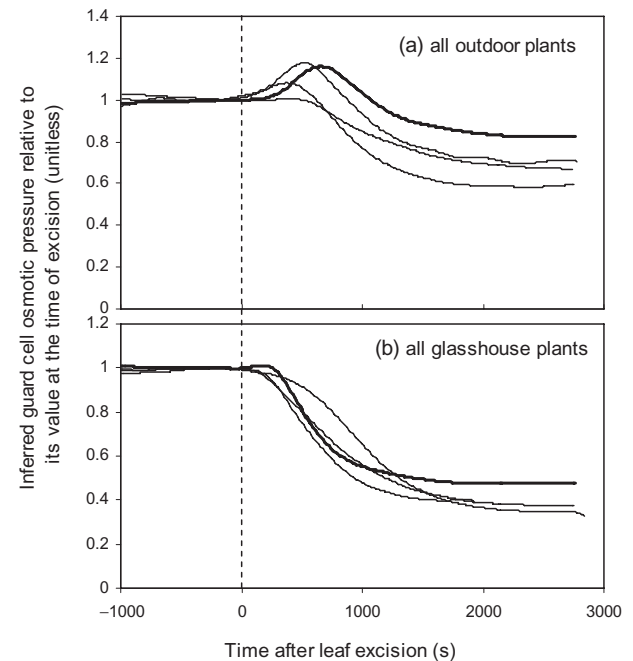 Inferred guard cell osmotic pressure relative to
its value at the time of excision (unitless)
1.4
1.2
1
0.8
0.6
0.4
0.2
0
(a) all outdoor plants
1.2
1
0.8
0.6
0.4
0.2
0
(b) all glasshouse plants
−1000 0 1000 2000 3000
Time after leaf excision (s)